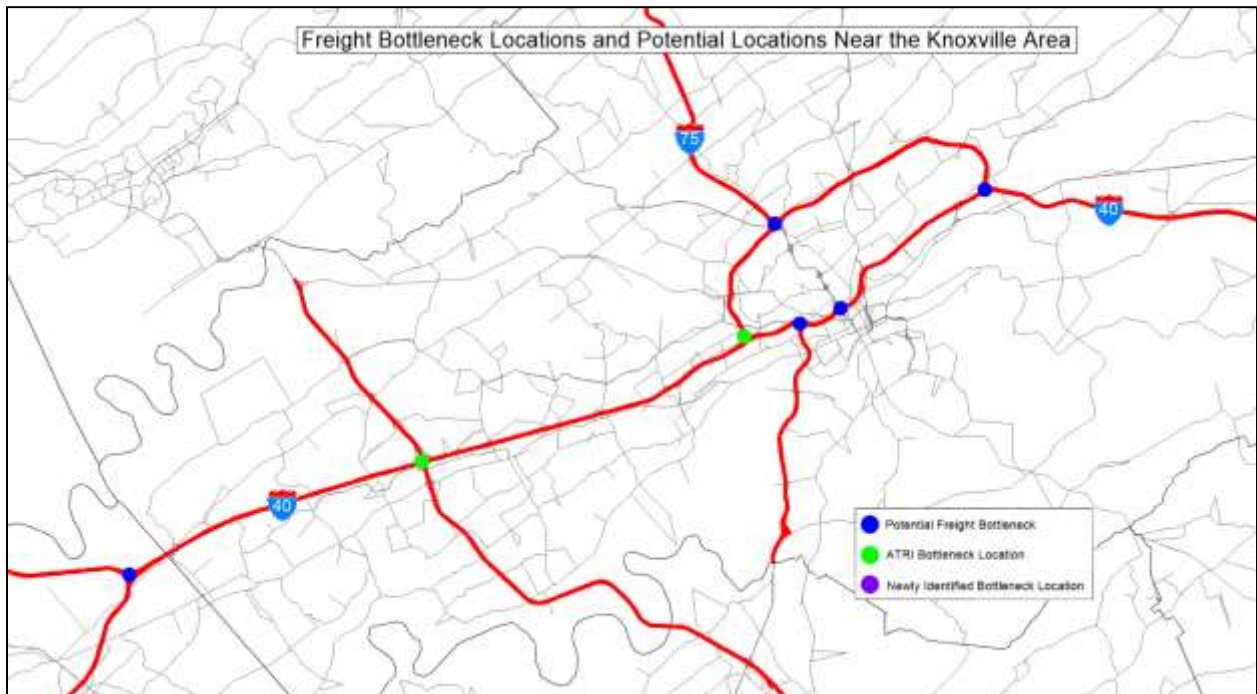 Freight Bottleneck Locations and Potential Locations Near the Knoxville Area
75
40
40
Potential Freight Bottleneck
ATRI Bottleneck Location
Newly Identified Bottleneck Location